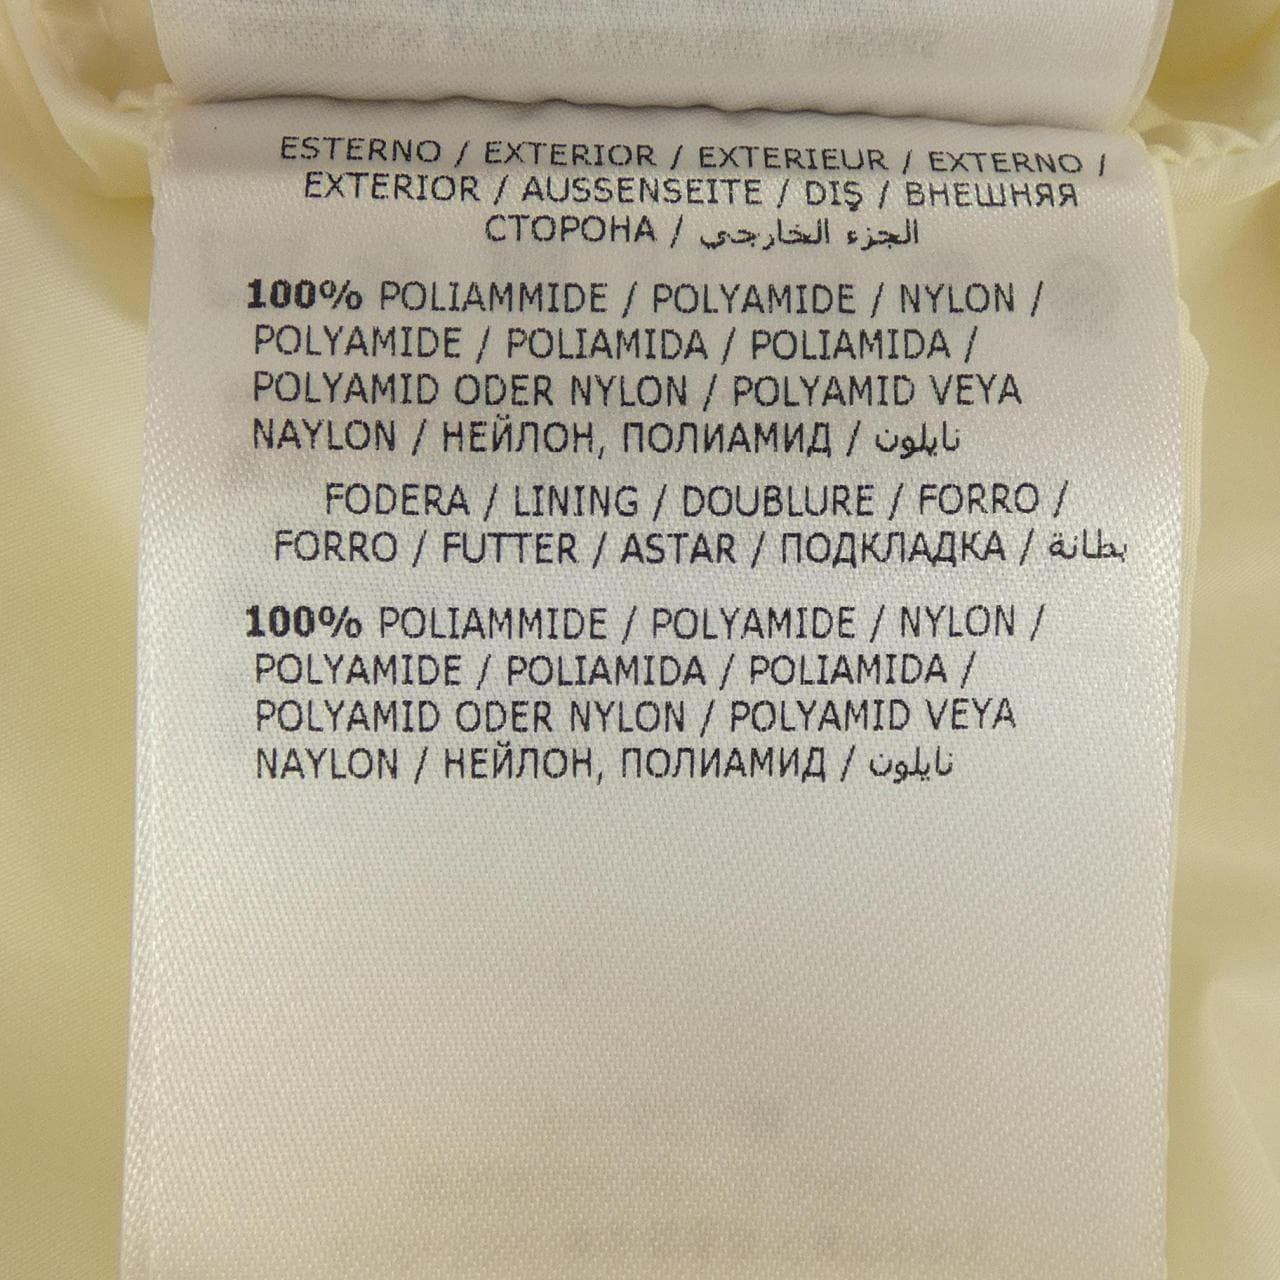 ESTERNO / EXTERIOR / EXTERIEUR / EXTERNO /
EXTERIOR / AUSSENSEITE / DIŞ / ВНЕШНЯЯ
СТОРОНА / الجزء الخارجي
100% POLIAMMIDE / POLYAMIDE / NYLON /
POLYAMIDE / POLIAMIDA / POLIAMIDA /
POLYAMID ODER NYLON / POLYAMID VEYA
NAYLON / НЕЙЛОН, ПОЛИАМИД / نايلون
FODERA / LINING / DOUBLURE / FORRO /
FORRO / FUTTER / ASTAR / ПОДКЛАДКА / بطانة
100% POLIAMMIDE / POLYAMIDE / NYLON /
POLYAMIDE / POLIAMIDA / POLIAMIDA /
POLYAMID ODER NYLON / POLYAMID VEYA
NAYLON / НЕЙЛОН, ПОЛИАМИД / نايلون